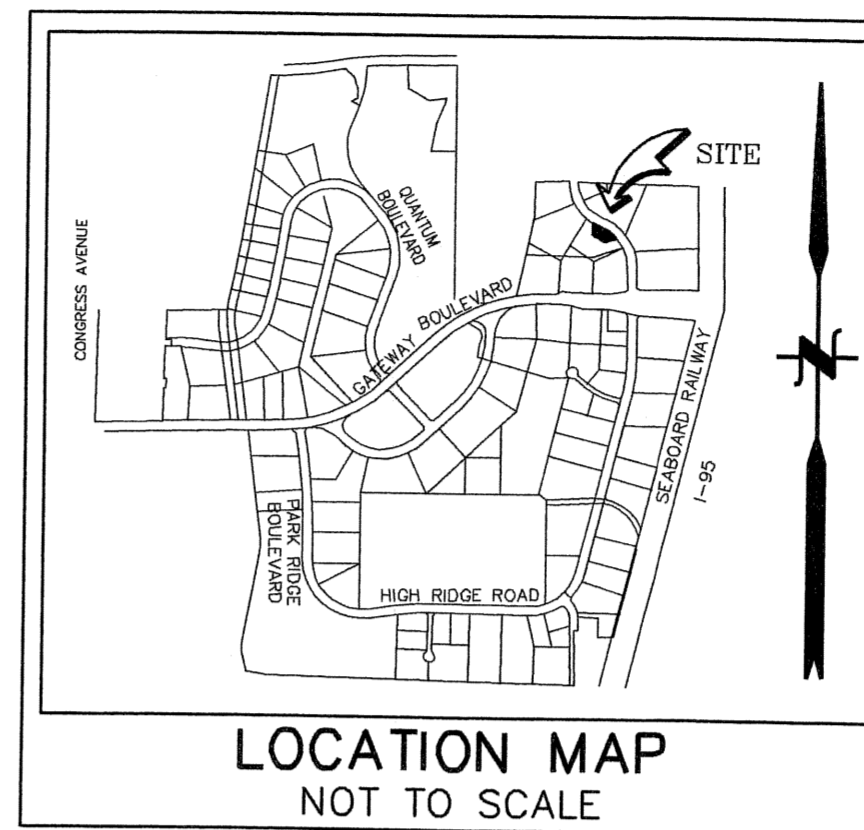 SITE
QUANTUM
BOULEVARD
CONGRESS AVENUE
GATEWAY BOULEVARD
SEABOARD RAILWAY
I-95
N
PARK RIDGE
BOULEVARD
HIGH RIDGE ROAD
LOCATION MAP
NOT TO SCALE